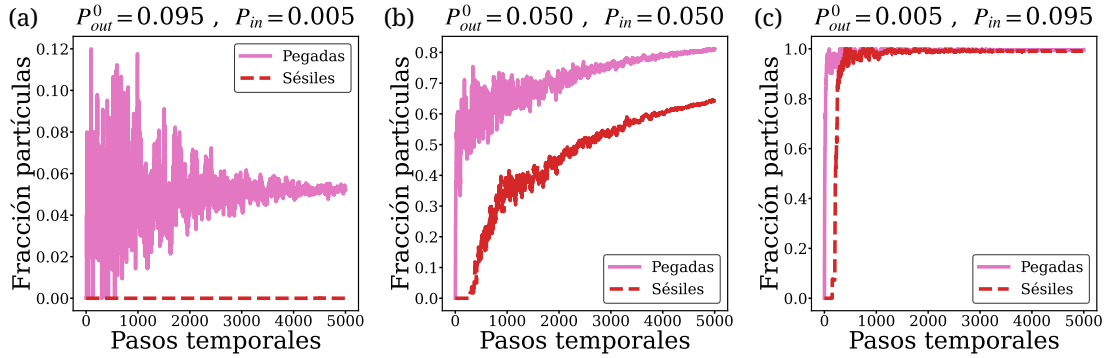 (a) P⁰out=0.095 , Pin=0.005
Fracción partículas
0.12
0.10
0.08
0.06
0.04
0.02
0.00
Pegadas
Sésiles
0 1000 2000 3000 4000 5000
Pasos temporales
(b) P⁰out=0.050 , Pin=0.050
Fracción partículas
0.8
0.7
0.6
0.5
0.4
0.3
0.2
0.1
0.0
Pegadas
Sésiles
0 1000 2000 3000 4000 5000
Pasos temporales
(c) P⁰out=0.005 , Pin=0.095
Fracción partículas
1.0
0.8
0.6
0.4
0.2
0.0
Pegadas
Sésiles
0 1000 2000 3000 4000 5000
Pasos temporales